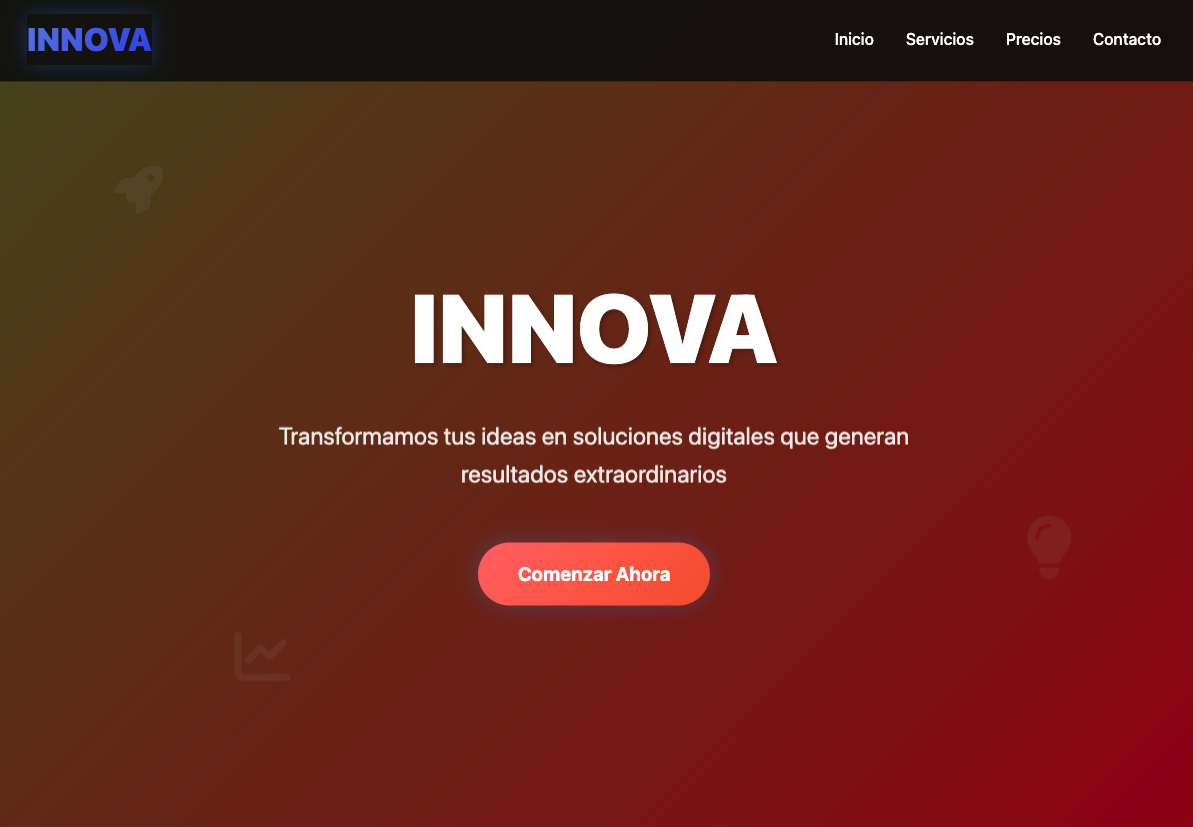 INNOVA
Inicio Servicios Precios Contacto
INNOVA
Transformamos tus ideas en soluciones digitales que generan
resultados extraordinarios
Comenzar Ahora